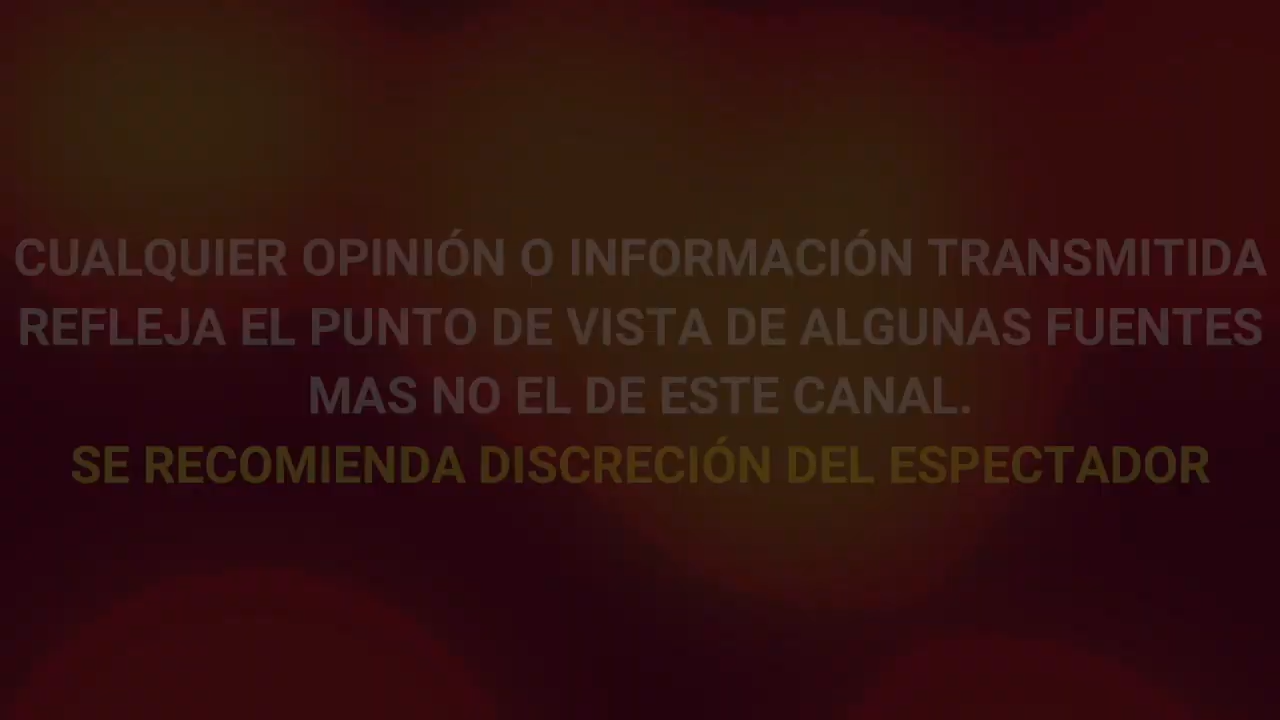 CUALQUIER OPINIÓN O INFORMACIÓN TRANSMITIDA
REFLEJA EL PUNTO DE VISTA DE ALGUNAS FUENTES
MAS NO EL DE ESTE CANAL.
SE RECOMIENDA DISCRECIÓN DEL ESPECTADOR